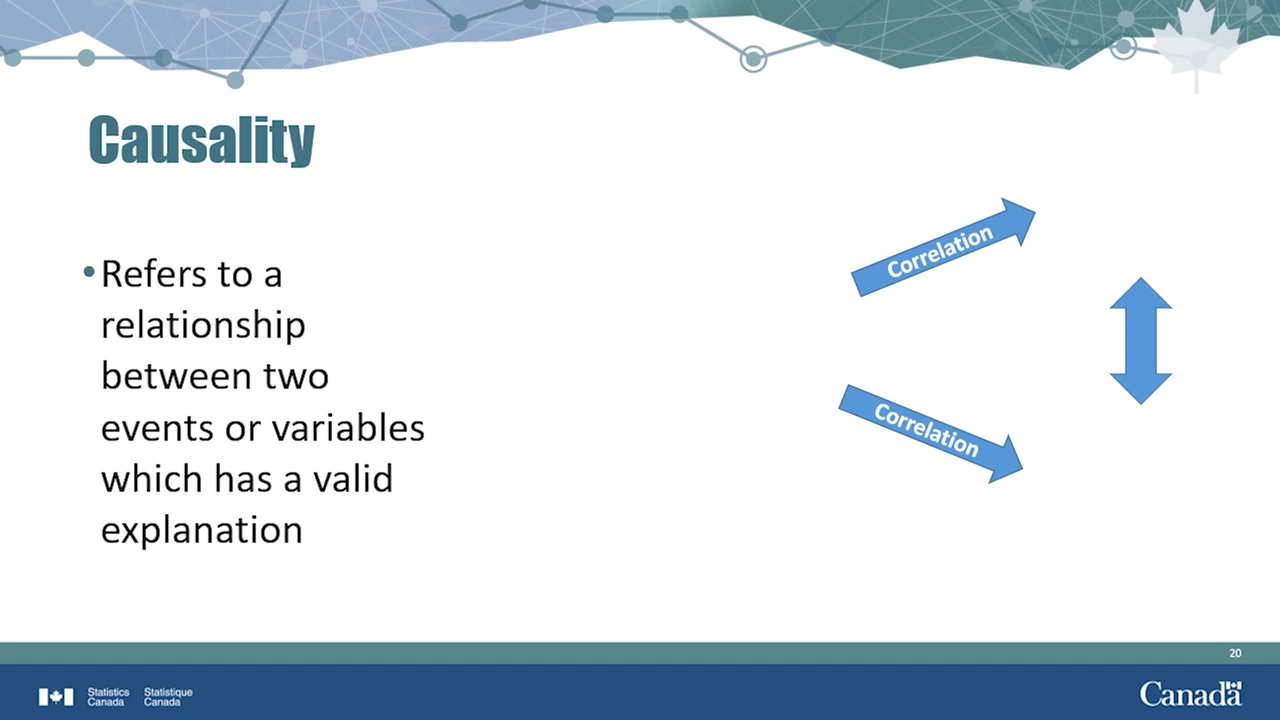 Causality
•Refers to a
relationship
between two
events or variables
which has a valid
explanation
Correlation
Correlation
20
Statistics
Canada
Statistique
Canada
Canada